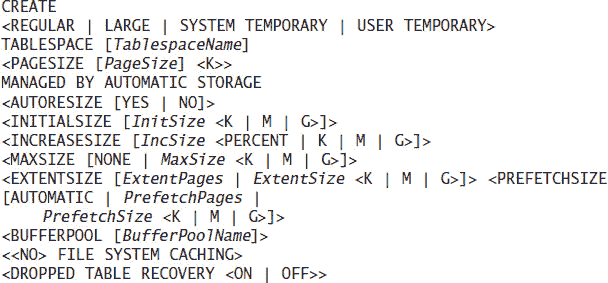 CREATE
<REGULAR | LARGE | SYSTEM TEMPORARY | USER TEMPORARY>
TABLESPACE [TablespaceName]
<PAGESIZE [PageSize] <K>>
MANAGED BY AUTOMATIC STORAGE
<AUTORESIZE [YES | NO]>
<INITIALSIZE [InitSize <K | M | G>]>
<INCREASESIZE [IncSize <PERCENT | K | M | G>]>
<MAXSIZE [NONE | MaxSize <K | M | G>]>
<EXTENTSIZE [ExtentPages | ExtentSize <K | M | G>]> <PREFETCHSIZE
[AUTOMATIC | PrefetchPages |
PrefetchSize <K | M | G>]>
<BUFFERPOOL [BufferPoolName]>
<<NO> FILE SYSTEM CACHING>
<DROPPED TABLE RECOVERY <ON | OFF>>